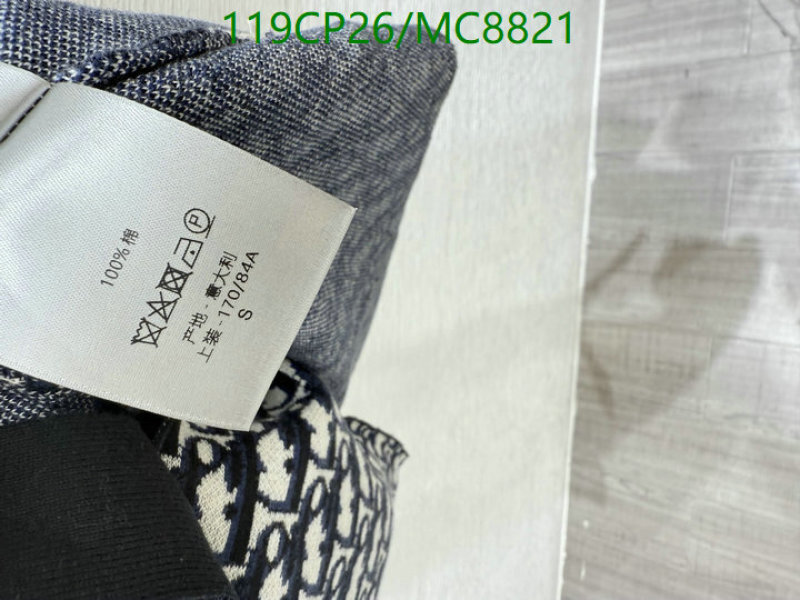 119CP26/MC8821
100% 棉
P
产地 - 意大利
上装 - 170/84A
S